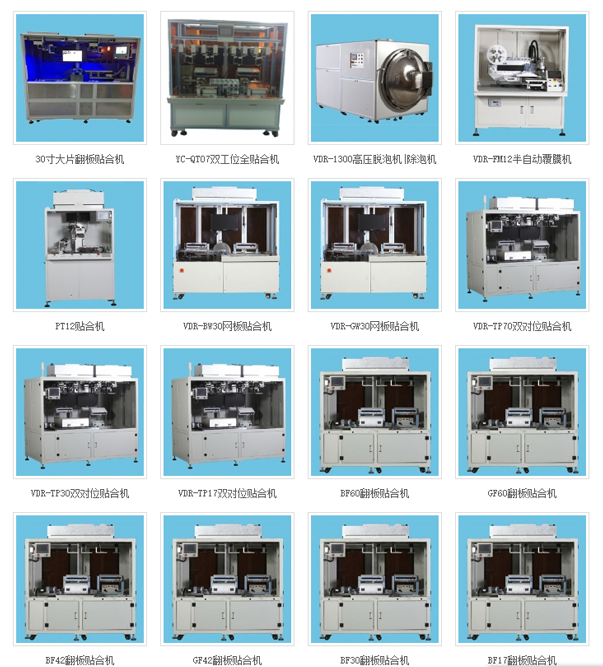 30寸大片翻板贴合机
YC-QT07双工位全贴合机
VDR-1300高压脱泡机|除泡机
VDR-FM12半自动覆膜机
PT12贴合机
VDR-BW30网板贴合机
VDR-GW30网板贴合机
VDR-TP70双对位贴合机
VDR-TP30双对位贴合机
VDR-TP17双对位贴合机
BF60翻板贴合机
GF60翻板贴合机
BF42翻板贴合机
GF42翻板贴合机
BF30翻板贴合机
BF17翻板贴合机